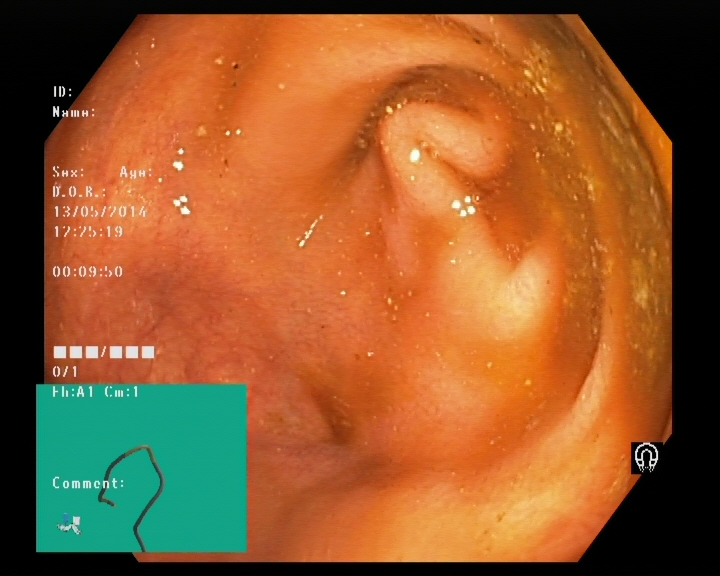 ID:
Name:
Sex: Age:
D.O.B.:
13/05/2014
12:25:19
00:09:50
■■■/■■■
0/1
Eh:A1 Cm:1
Comment: